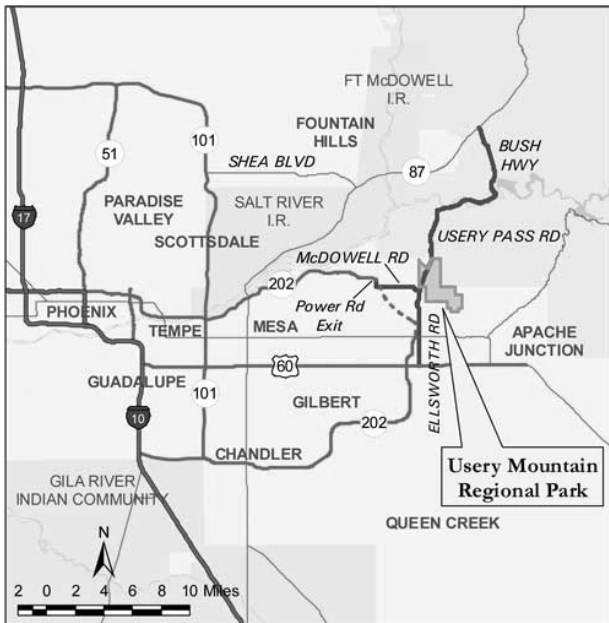 FT McDOWELL
I.R.
FOUNTAIN
HILLS
BUSH
HWY
101
51
SHEA BLVD
87
PARADISE
VALLEY
SALT RIVER
I.R.
17
SCOTTSDALE
USERY PASS RD
McDOWELL RD
202
PHOENIX
Power Rd
Exit
TEMPE
MESA
APACHE
JUNCTION
ELLSWORTH RD
60
GUADALUPE
101
GILBERT
10
202
CHANDLER
Usery Mountain
Regional Park
GILA RIVER
INDIAN COMMUNITY
QUEEN CREEK
N
2 0 2 4 6 8 10 Miles